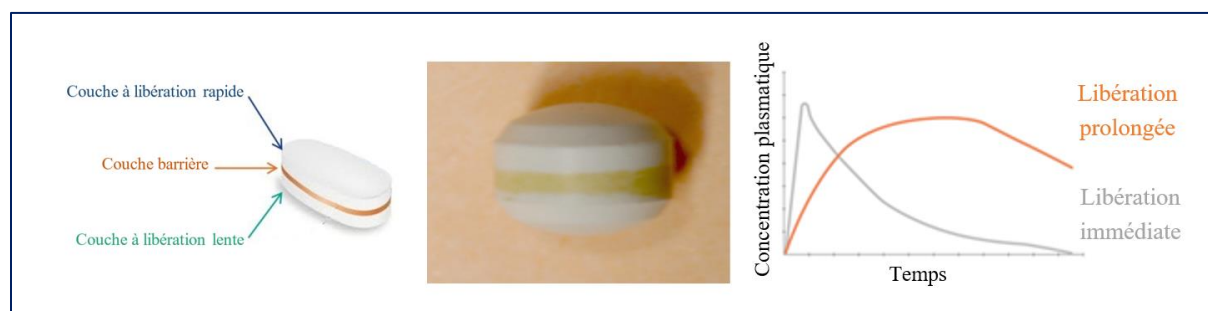 Couche à libération rapide
Couche barrière
Couche à libération lente
Concentration plasmatique
Temps
Libération
prolongée
Libération
immédiate